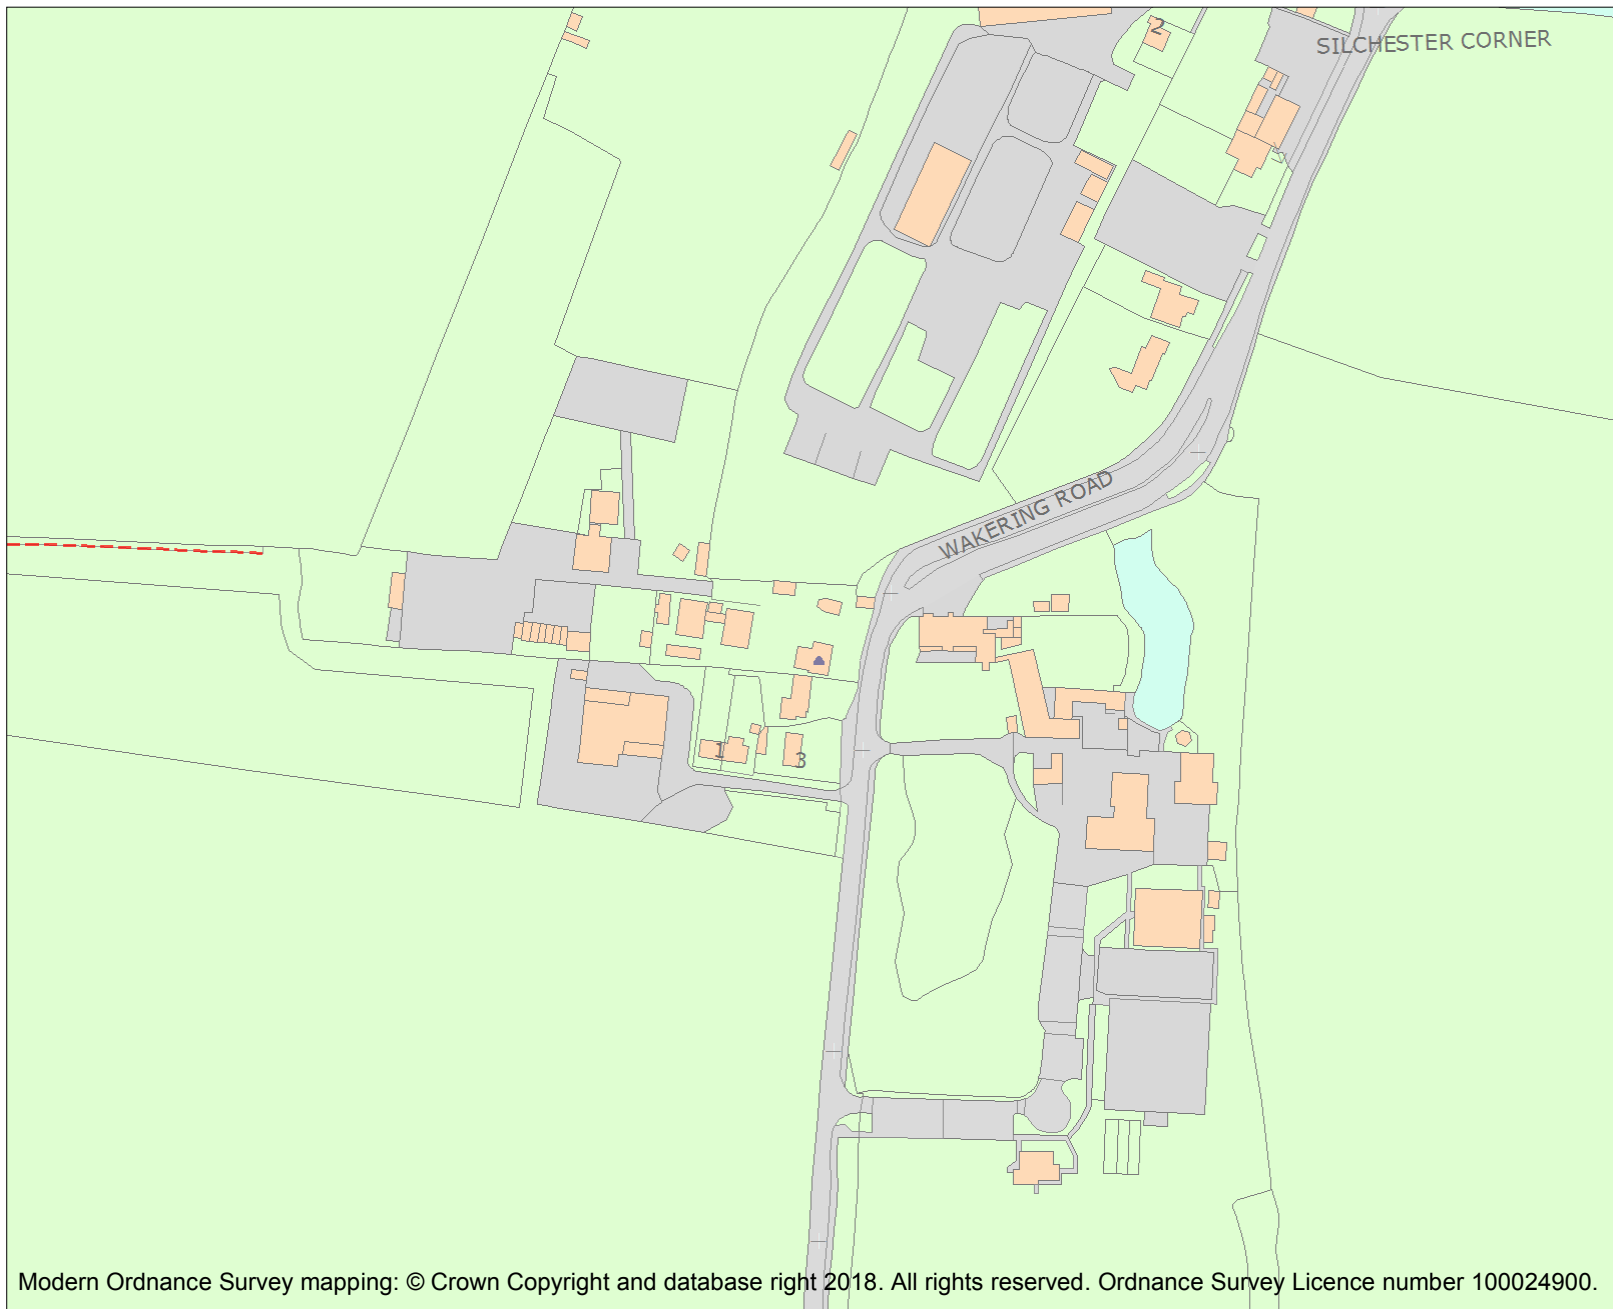 2
SILCHESTER CORNER
WAKERING ROAD
1
3
Modern Ordnance Survey mapping: © Crown Copyright and database right 2018. All rights reserved. Ordnance Survey Licence number 100024900.